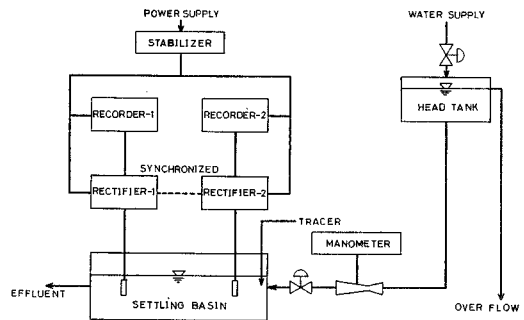 POWER SUPPLY
WATER SUPPLY
STABILIZER
HEAD TANK
RECORDER-1
RECORDER-2
SYNCHRONIZED
RECTIFIER-1
RECTIFIER-2
TRACER
MANOMETER
EFFLUENT
SETTLING BASIN
OVER FLOW